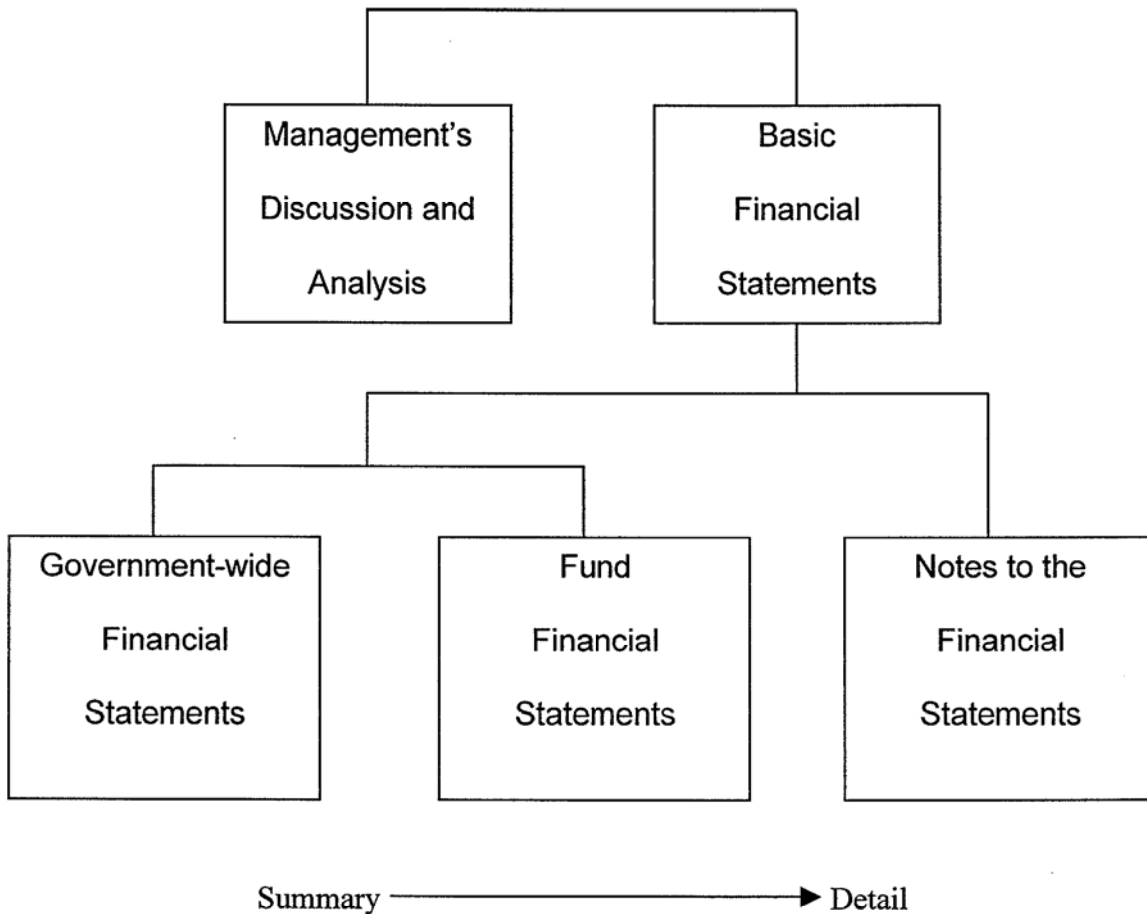 Management's
Discussion and
Analysis
Basic
Financial
Statements
Government-wide
Financial
Statements
Fund
Financial
Statements
Notes to the
Financial
Statements
Summary
Detail